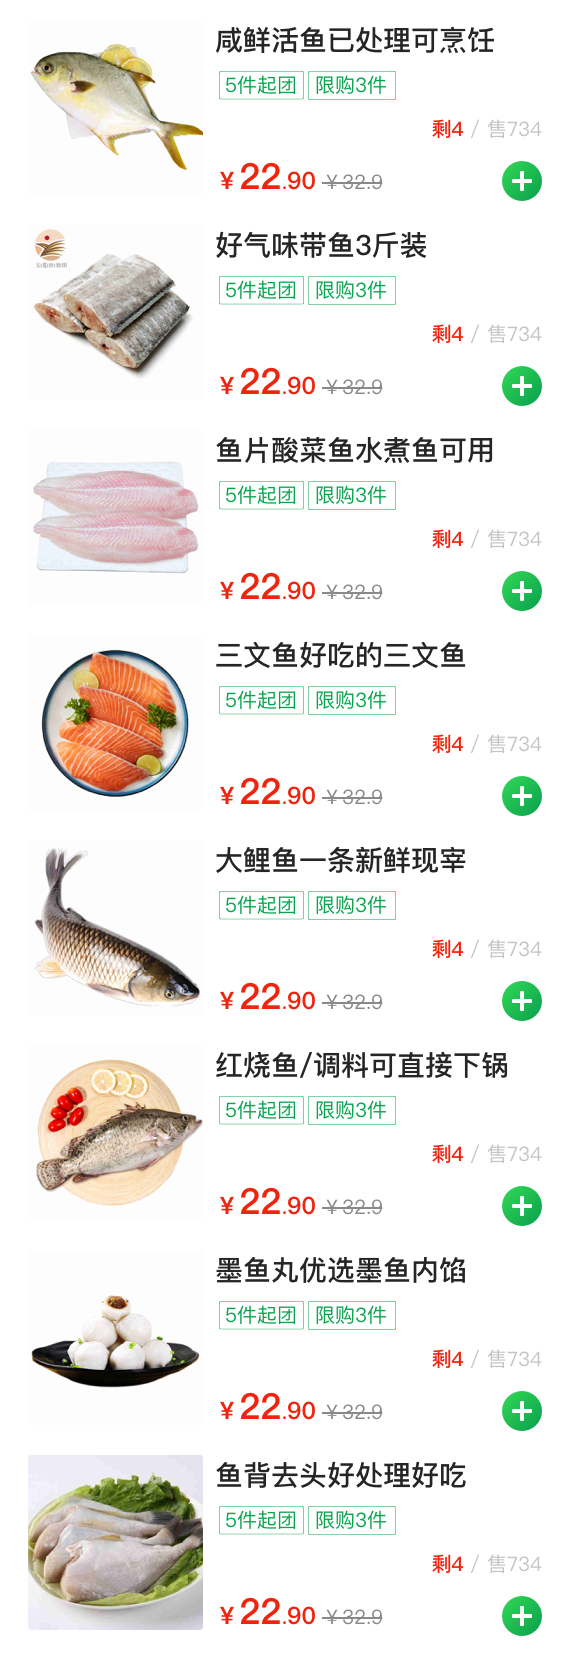 咸鲜活鱼已处理可烹饪
5件起团 限购3件
剩4 / 售734
¥22.90 ¥32.9
好气味带鱼3斤装
5件起团 限购3件
剩4 / 售734
¥22.90 ¥32.9
鱼片酸菜鱼水煮鱼可用
5件起团 限购3件
剩4 / 售734
¥22.90 ¥32.9
三文鱼好吃的三文鱼
5件起团 限购3件
剩4 / 售734
¥22.90 ¥32.9
大鲤鱼一条新鲜现宰
5件起团 限购3件
剩4 / 售734
¥22.90 ¥32.9
红烧鱼/调料可直接下锅
5件起团 限购3件
剩4 / 售734
¥22.90 ¥32.9
墨鱼丸优选墨鱼内馅
5件起团 限购3件
剩4 / 售734
¥22.90 ¥32.9
鱼背去头好处理好吃
5件起团 限购3件
剩4 / 售734
¥22.90 ¥32.9